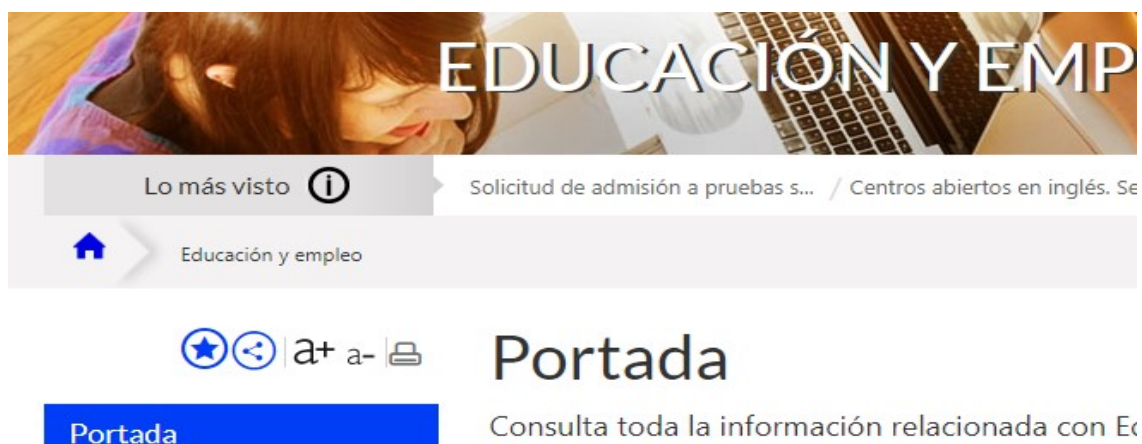 EDUCACIÓN Y EMP
Lo más visto
Solicitud de admisión a pruebas s... / Centros abiertos en inglés. Se
Educación y empleo
a+ a-
Portada
Portada
Consulta toda la información relacionada con Ed